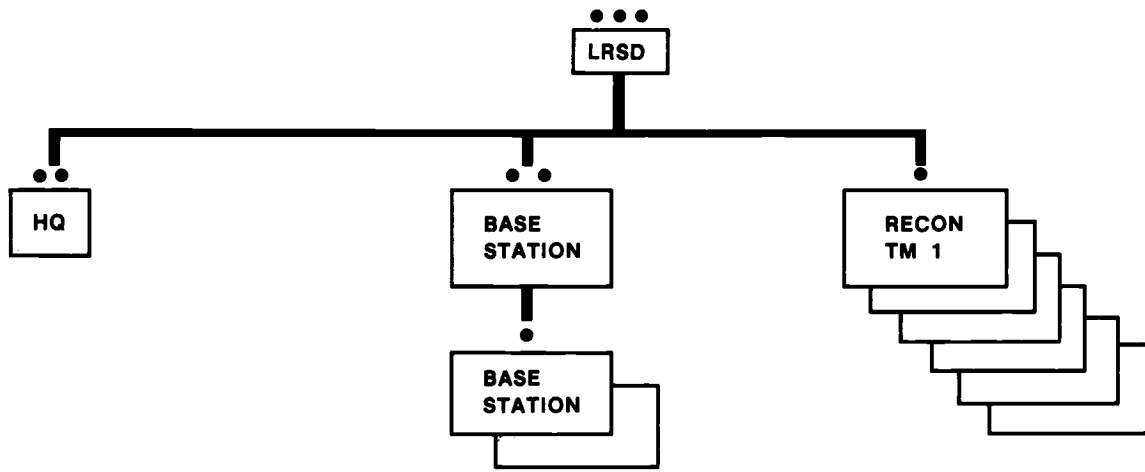 LRSD
HQ
BASE
STATION
RECON
TM 1
BASE
STATION